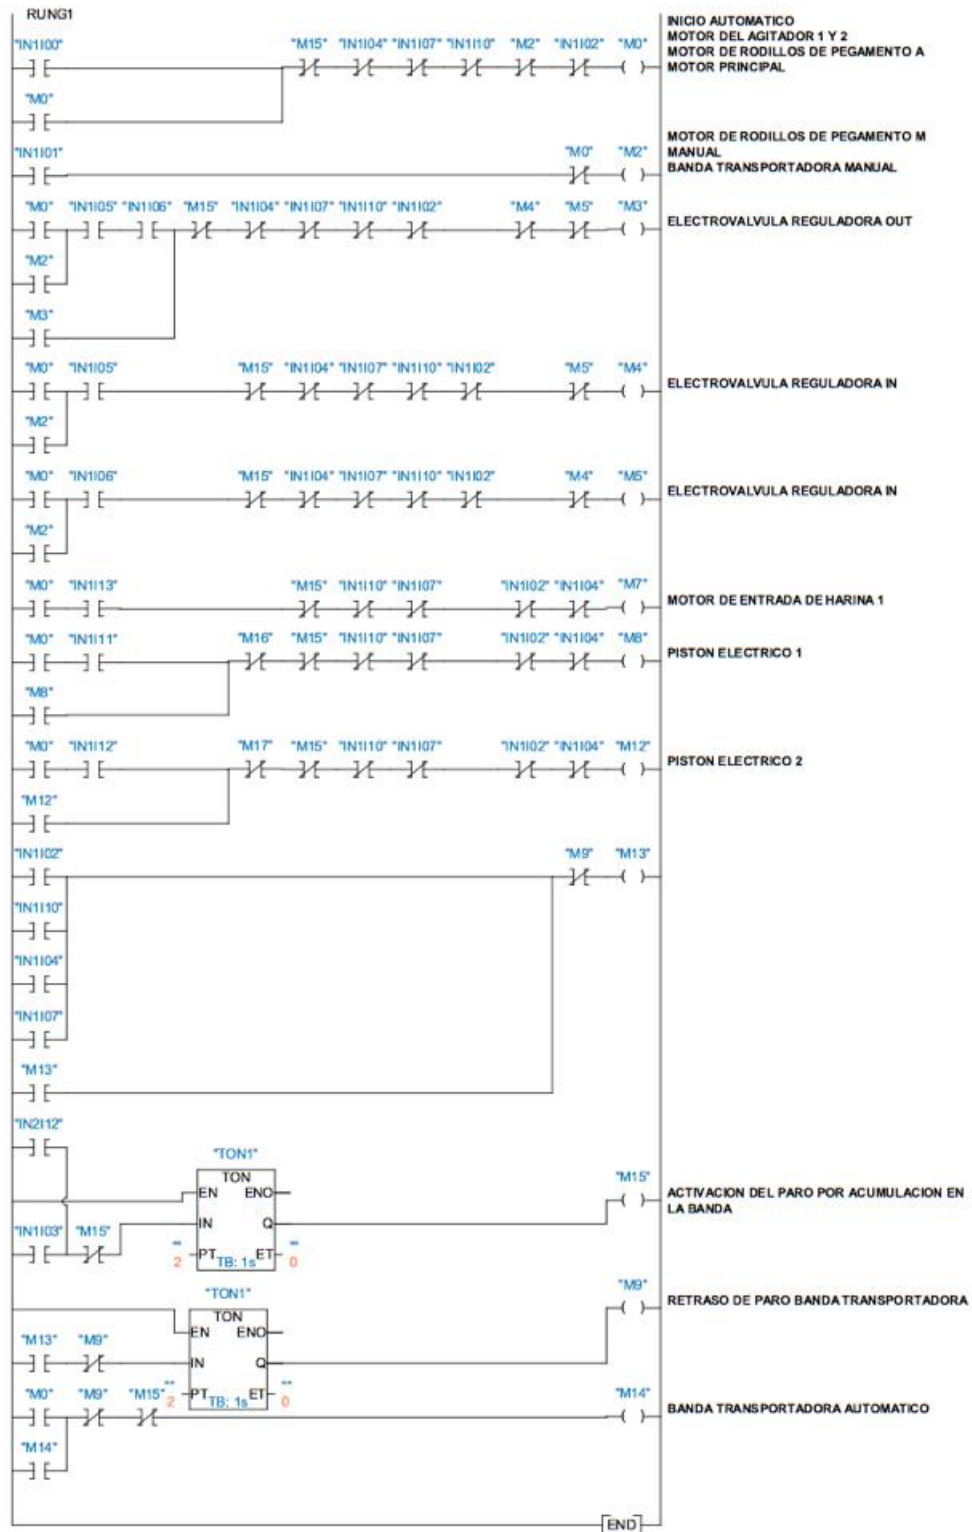 RUNG1
INICIO AUTOMATICO
MOTOR DEL AGITADOR 1 Y 2
MOTOR DE RODILLOS DE PEGAMENTO A
MOTOR PRINCIPAL
"IN1I00" "M15" "IN1I04" "IN1I07" "IN1I10" "M2" "IN1I02" "M0"
"M0"
MOTOR DE RODILLOS DE PEGAMENTO M
MANUAL
BANDA TRANSPORTADORA MANUAL
"IN1I01" "M0" "M2"
"M0" "IN1I05" "IN1I06" "M15" "IN1I04" "IN1I07" "IN1I10" "IN1I02" "M4" "M5" "M3"
ELECTROVALVULA REGULADORA OUT
"M2"
"M3"
"M0" "IN1I05" "M15" "IN1I04" "IN1I07" "IN1I10" "IN1I02" "M5" "M4"
ELECTROVALVULA REGULADORA IN
"M2"
"M0" "IN1I06" "M15" "IN1I04" "IN1I07" "IN1I10" "IN1I02" "M4" "M5"
ELECTROVALVULA REGULADORA IN
"M2"
"M0" "IN1I13" "M15" "IN1I10" "IN1I07" "IN1I02" "IN1I04" "M7"
MOTOR DE ENTRADA DE HARINA 1
"M0" "IN1I11" "M16" "M15" "IN1I10" "IN1I07" "IN1I02" "IN1I04" "M8"
PISTON ELECTRICO 1
"M8"
"M0" "IN1I12" "M17" "M15" "IN1I10" "IN1I07" "IN1I02" "IN1I04" "M12"
PISTON ELECTRICO 2
"M12"
"IN1I02" "M9" "M13"
"IN1I10"
"IN1I04"
"IN1I07"
"M13"
"IN2I12"
"TON1"
TON
"M15"
EN ENO
ACTIVACION DEL PARO POR ACUMULACION EN
LA BANDA
IN Q
"IN1I03" "M15"
"" PT TB: 1s ET ""
2 0
"TON1"
TON
"M9"
RETRASO DE PARO BANDA TRANSPORTADORA
EN ENO
"M13" "M9"
IN Q
"M0" "M9" "M15" "" PT TB: 1s ET "" "M14"
2 0
BANDA TRANSPORTADORA AUTOMATICO
"M14"
END